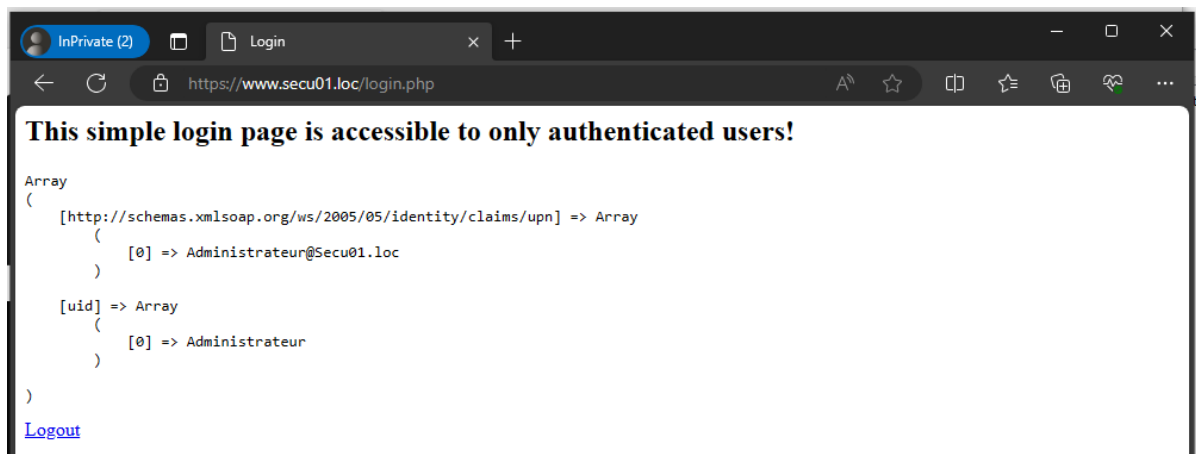 InPrivate (2)
Login
https://www.secu01.loc/login.php
This simple login page is accessible to only authenticated users!
Array
(
[http://schemas.xmlsoap.org/ws/2005/05/identity/claims/upn] => Array
(
[0] => Administrateur@Secu01.loc
)
[uid] => Array
(
[0] => Administrateur
)
)
Logout